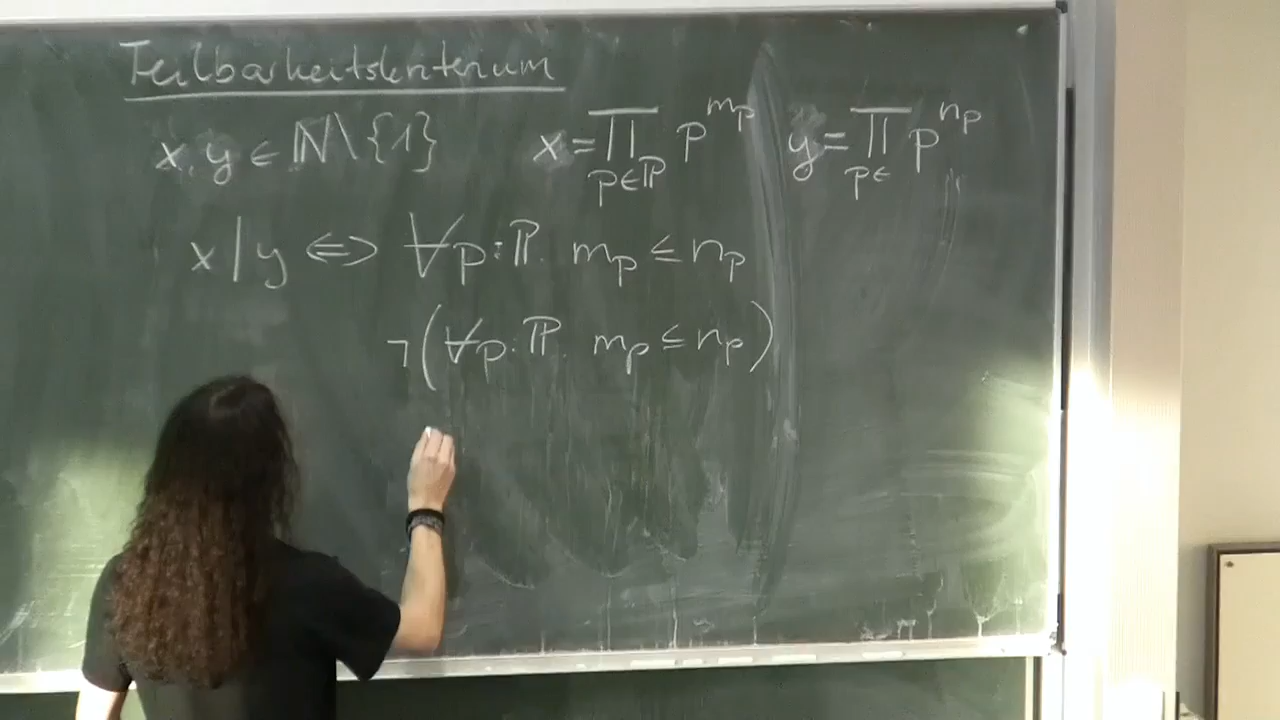 Teilbarkeitskriterium
x, y ∈ ℕ \ {1} x = ∏_{p∈ℙ} p^{m_p} y = ∏_{p∈} p^{n_p}
x | y ⇔ ∀p:ℙ. m_p ≤ n_p
¬(∀p:ℙ. m_p ≤ n_p)